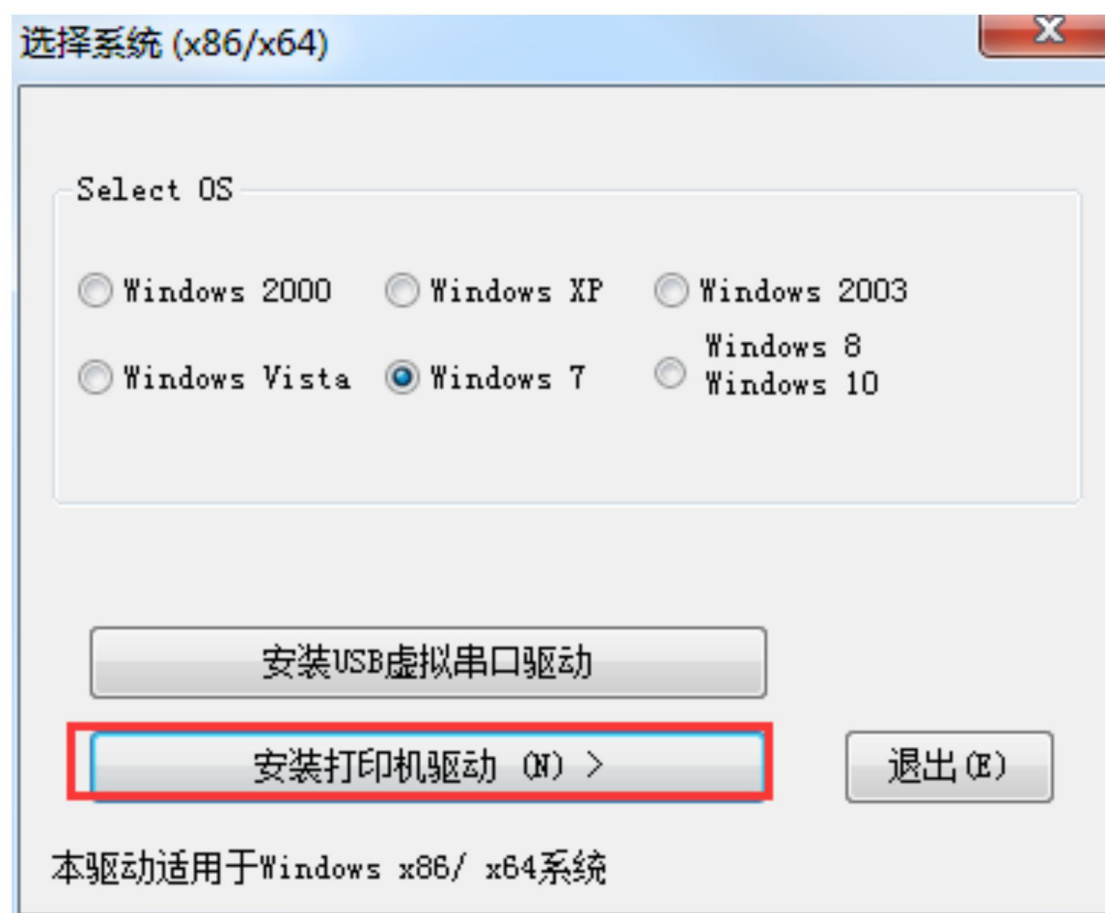 选择系统 (x86/x64)
X
Select OS
Windows 2000 Windows XP Windows 2003
Windows Vista Windows 7 Windows 8
Windows 10
安装USB虚拟串口驱动
安装打印机驱动 (N) > 退出(E)
本驱动适用于Windows x86/ x64系统